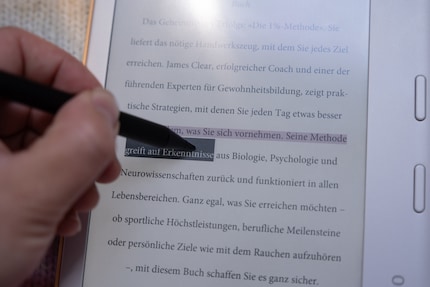 Buch
Das Geheimnis
«Die 1%-Methode». Sie
liefert das nötige Handwerkszeug, mit dem Sie jedes Ziel
erreichen. James Clear, erfolgreicher Coach und einer der
führenden Experten für Gewohnheitsbildung, zeigt prak-
tische Strategien, mit denen Sie jeden Tag etwas besser
was Sie sich vornehmen. Seine Methode
greift auf Erkenntnisse aus Biologie, Psychologie und
Neurowissenschaften zurück und funktioniert in allen
Lebensbereichen. Ganz egal, was Sie erreichen möchten –
ob sportliche Höchstleistungen, berufliche Meilensteine
oder persönliche Ziele wie mit dem Rauchen aufzuhören
–, mit diesem Buch schaffen Sie es ganz sicher.